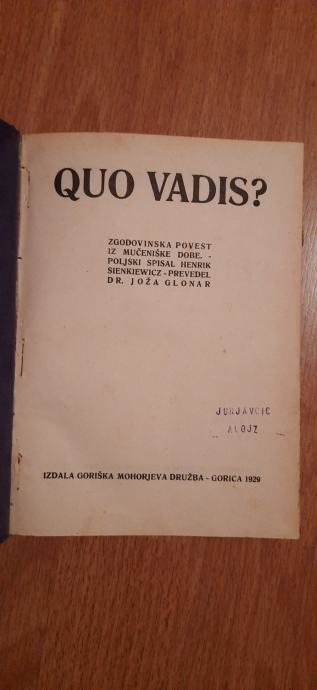 QUO VADIS?
ZGODOVINSKA POVEST
IZ MUČENIŠKE DOBE. -
POLJSKI SPISAL HENRIK
SIENKIEWICZ - PREVEDEL
DR. JOŽA GLONAR
JURJAVČIČ
ALOJZ
IZDALA GORIŠKA MOHORJEVA DRUŽBA - GORICA 1929